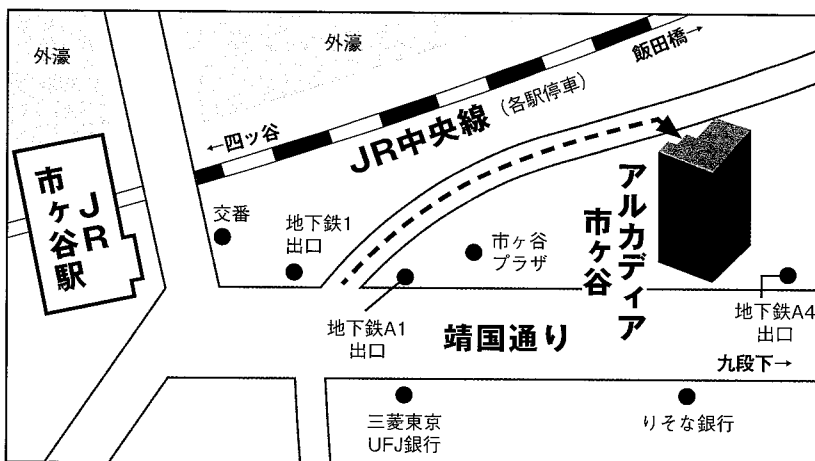 外濠
外濠
飯田橋→
←四ツ谷
JR中央線（各駅停車）
JR
市ヶ谷駅
交番
地下鉄1
出口
市ヶ谷
プラザ
アルカディア
市ヶ谷
地下鉄A1
出口
地下鉄A4
出口
靖国通り
九段下→
三菱東京
UFJ銀行
りそな銀行